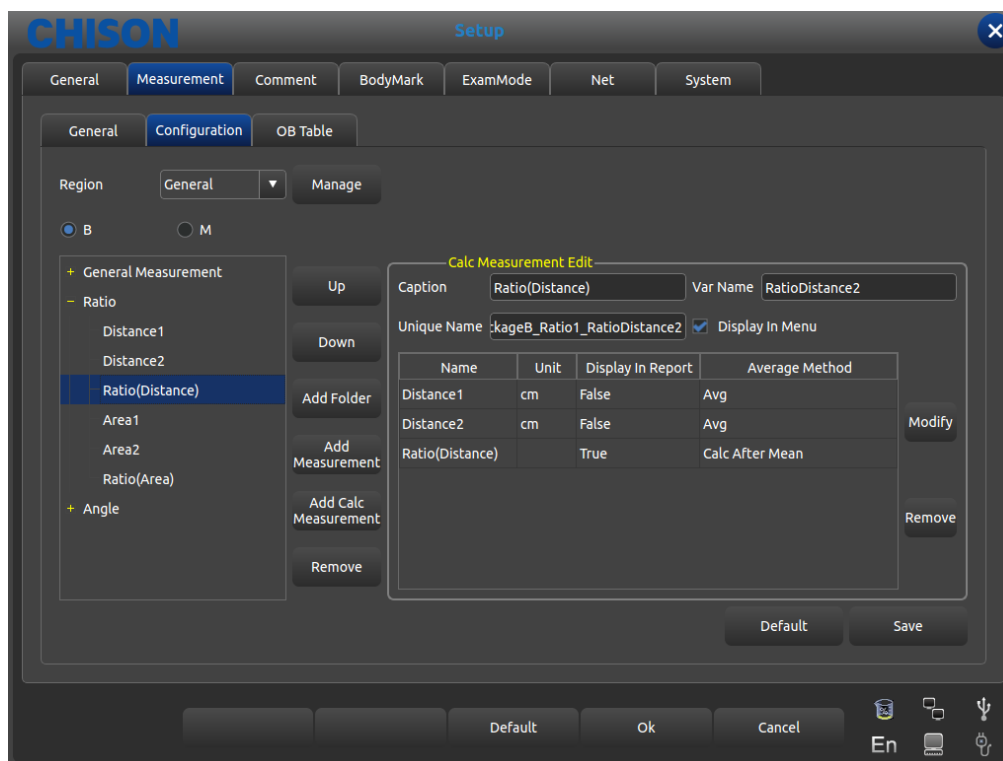 CHISON
Setup
General Measurement Comment BodyMark ExamMode Net System
General Configuration OB Table
Region General Manage
B M
+ General Measurement
− Ratio
Distance1
Distance2
Ratio(Distance)
Area1
Area2
Ratio(Area)
+ Angle
Up
Down
Add Folder
Add
Measurement
Add Calc
Measurement
Remove
Calc Measurement Edit
Caption Ratio(Distance) Var Name RatioDistance2
Unique Name :kageB_Ratio1_RatioDistance2 Display In Menu
Name Unit Display In Report Average Method
Distance1 cm False Avg
Distance2 cm False Avg
Ratio(Distance) True Calc After Mean
Modify
Remove
Default Save
Default Ok Cancel
En